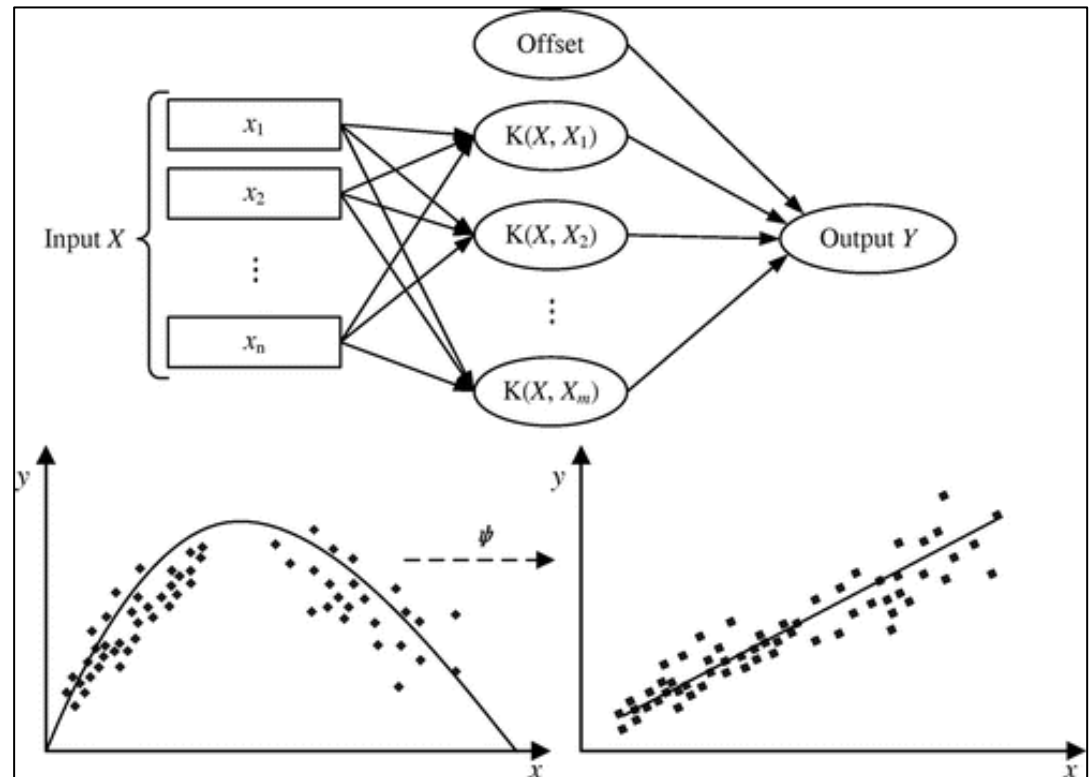 Offset
x₁
K(X, X₁)
x₂
Input X
K(X, X₂)
Output Y
⋮
⋮
xₙ
K(X, Xₘ)
y
ψ
y
x
x